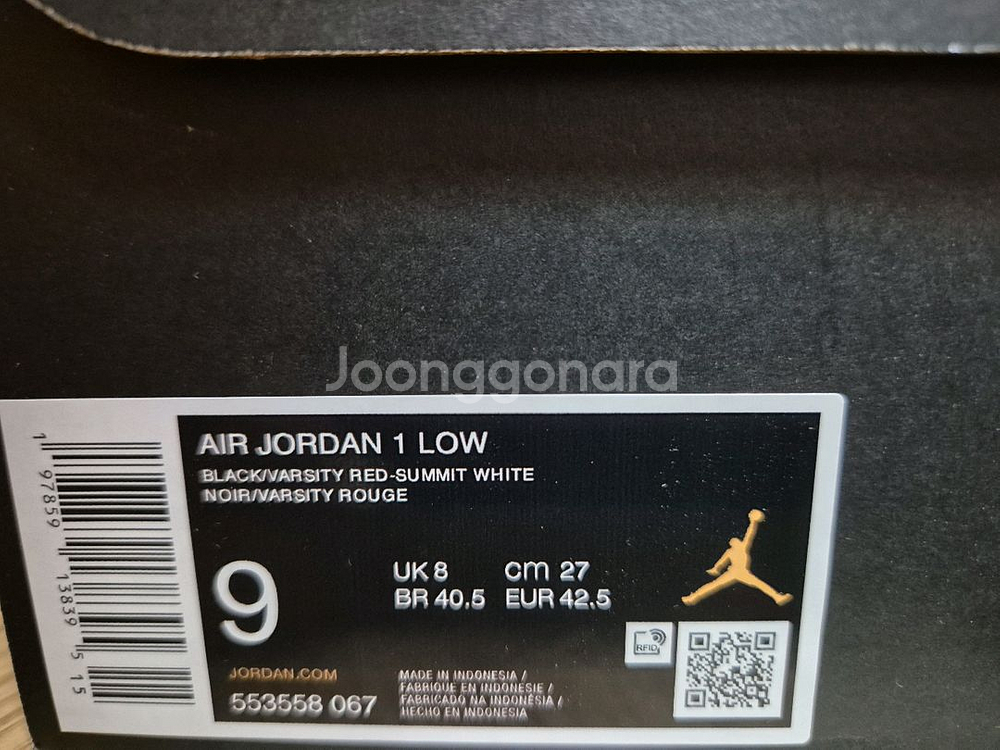 Joonggonara
AIR JORDAN 1 LOW
BLACK/VARSITY RED-SUMMIT WHITE
NOIR/VARSITY ROUGE
9
UK 8 cm 27
BR 40.5 EUR 42.5
RFID
JORDAN.COM
553558 067
MADE IN INDONESIA /
FABRIQUE EN INDONESIE /
FABRICADO NA INDONÉSIA /
HECHO EN INDONESIA
1 97859 13839 5 15